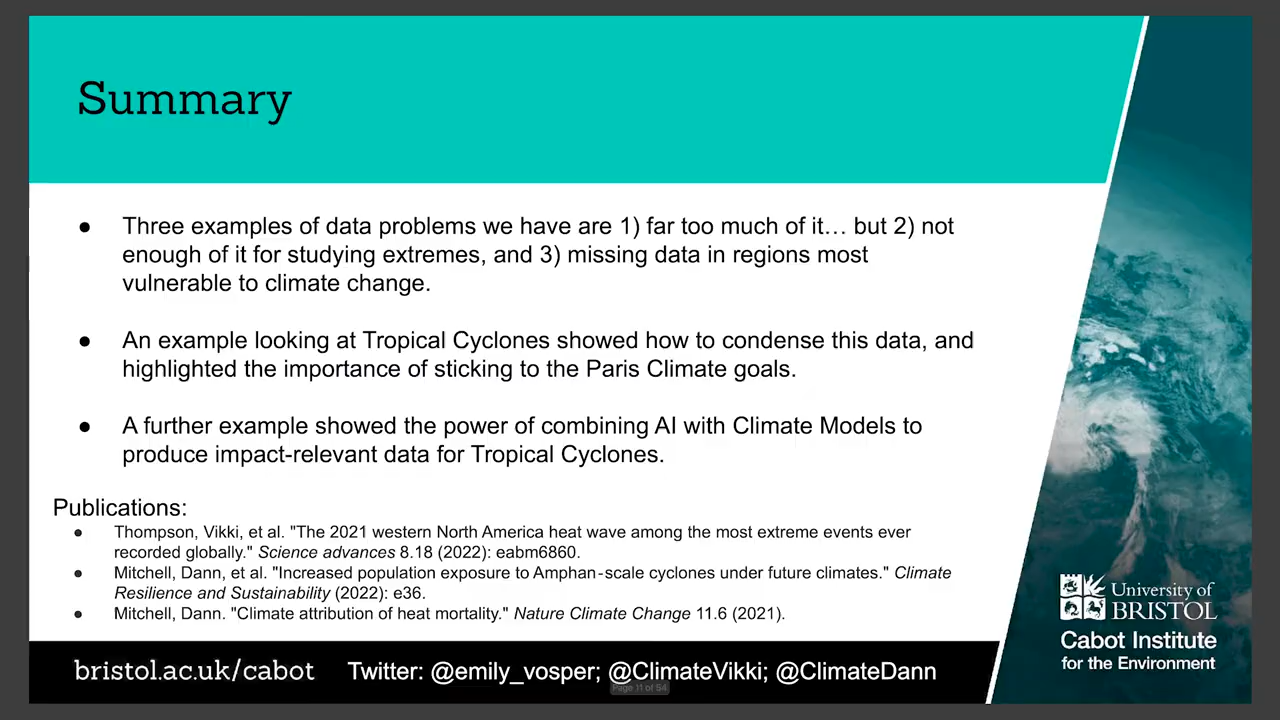 Summary
● Three examples of data problems we have are 1) far too much of it… but 2) not
enough of it for studying extremes, and 3) missing data in regions most
vulnerable to climate change.
● An example looking at Tropical Cyclones showed how to condense this data, and
highlighted the importance of sticking to the Paris Climate goals.
● A further example showed the power of combining AI with Climate Models to
produce impact-relevant data for Tropical Cyclones.
Publications:
● Thompson, Vikki, et al. "The 2021 western North America heat wave among the most extreme events ever
recorded globally." Science advances 8.18 (2022): eabm6860.
● Mitchell, Dann, et al. "Increased population exposure to Amphan-scale cyclones under future climates." Climate
Resilience and Sustainability (2022): e36.
● Mitchell, Dann. "Climate attribution of heat mortality." Nature Climate Change 11.6 (2021).
University of
BRISTOL
Cabot Institute
for the Environment
bristol.ac.uk/cabot Twitter: @emily_vosper; @ClimateVikki; @ClimateDann
Page 11 of 54